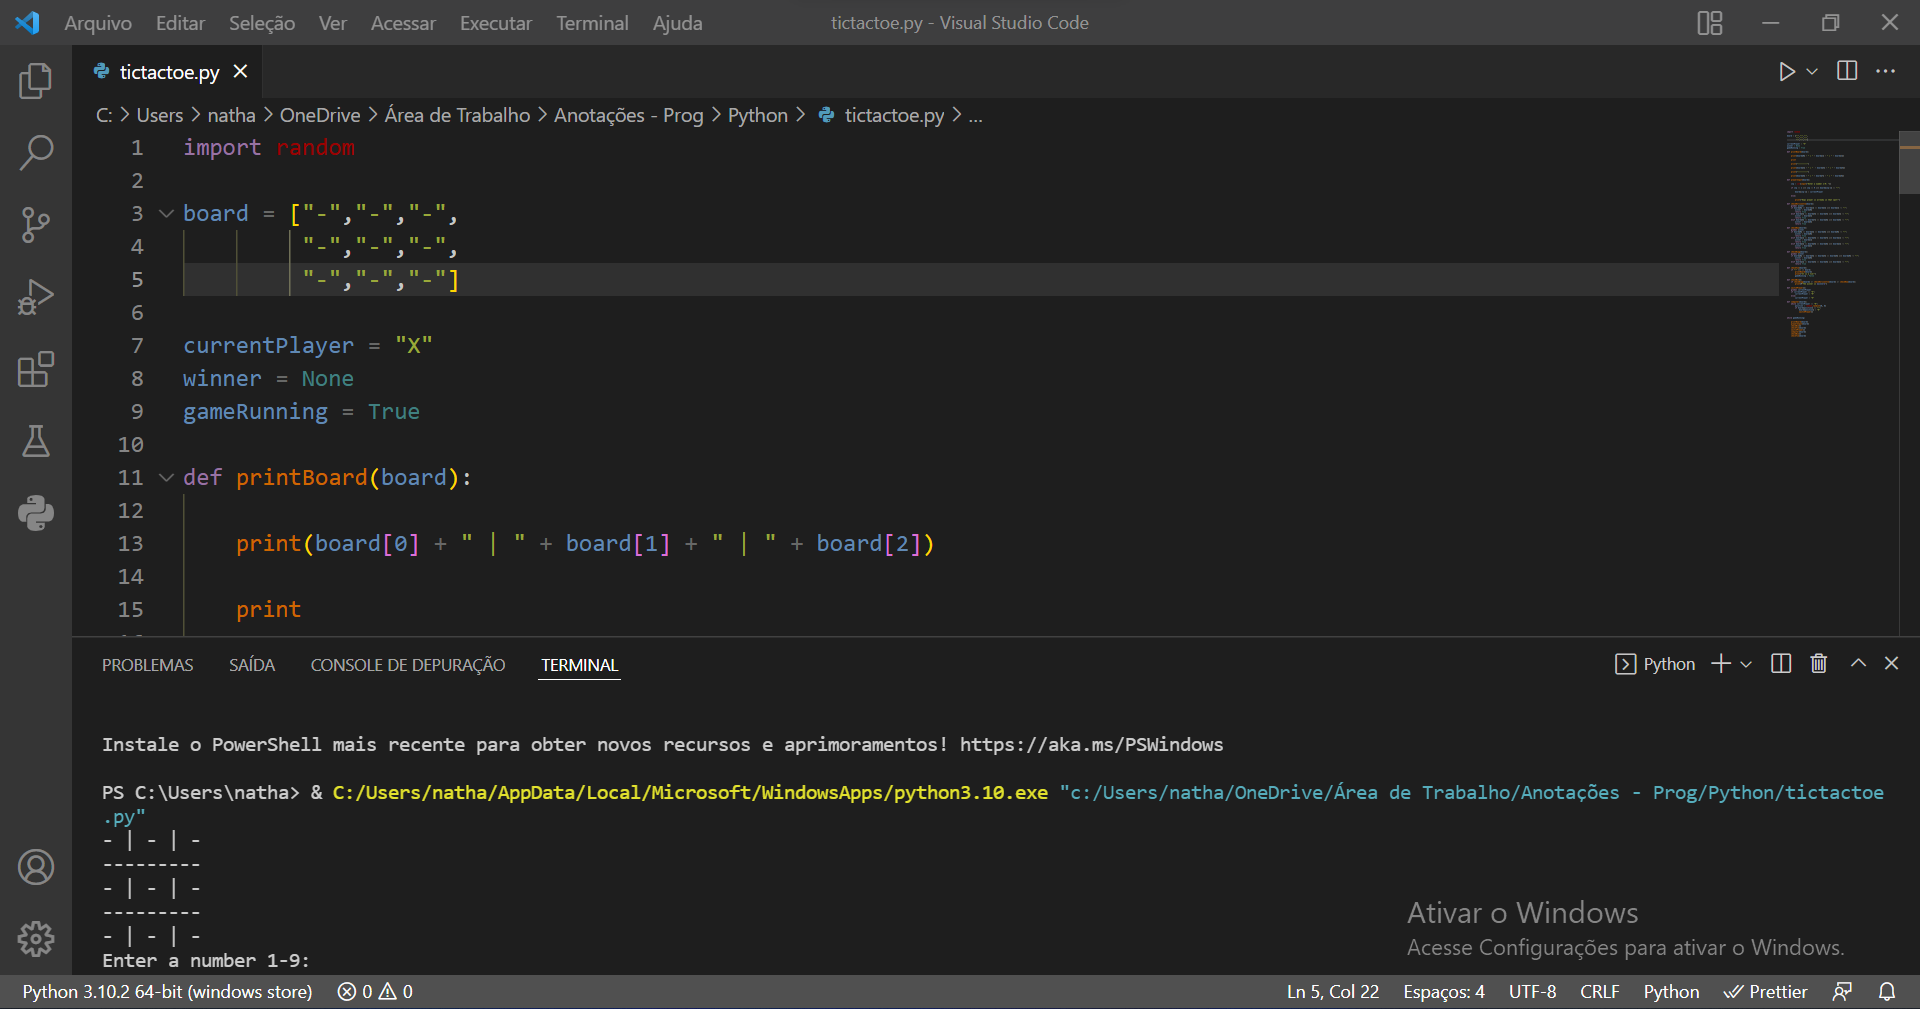 Arquivo Editar Seleção Ver Acessar Executar Terminal Ajuda tictactoe.py - Visual Studio Code
tictactoe.py
C: > Users > natha > OneDrive > Área de Trabalho > Anotações - Prog > Python > tictactoe.py > ...
1 import random
2
3 board = ["-","-","-",
4 "-","-","-",
5 "-","-","-"]
6
7 currentPlayer = "X"
8 winner = None
9 gameRunning = True
10
11 def printBoard(board):
12
13 print(board[0] + " | " + board[1] + " | " + board[2])
14
15 print
PROBLEMAS SAÍDA CONSOLE DE DEPURAÇÃO TERMINAL Python
Instale o PowerShell mais recente para obter novos recursos e aprimoramentos! https://aka.ms/PSWindows
PS C:\Users\natha> & C:/Users/natha/AppData/Local/Microsoft/WindowsApps/python3.10.exe "c:/Users/natha/OneDrive/Área de Trabalho/Anotações - Prog/Python/tictactoe
.py"
- | - | -
---------
- | - | -
---------
- | - | -
Enter a number 1-9:
Ativar o Windows
Acesse Configurações para ativar o Windows.
Python 3.10.2 64-bit (windows store) 0 0 Ln 5, Col 22 Espaços: 4 UTF-8 CRLF Python Prettier